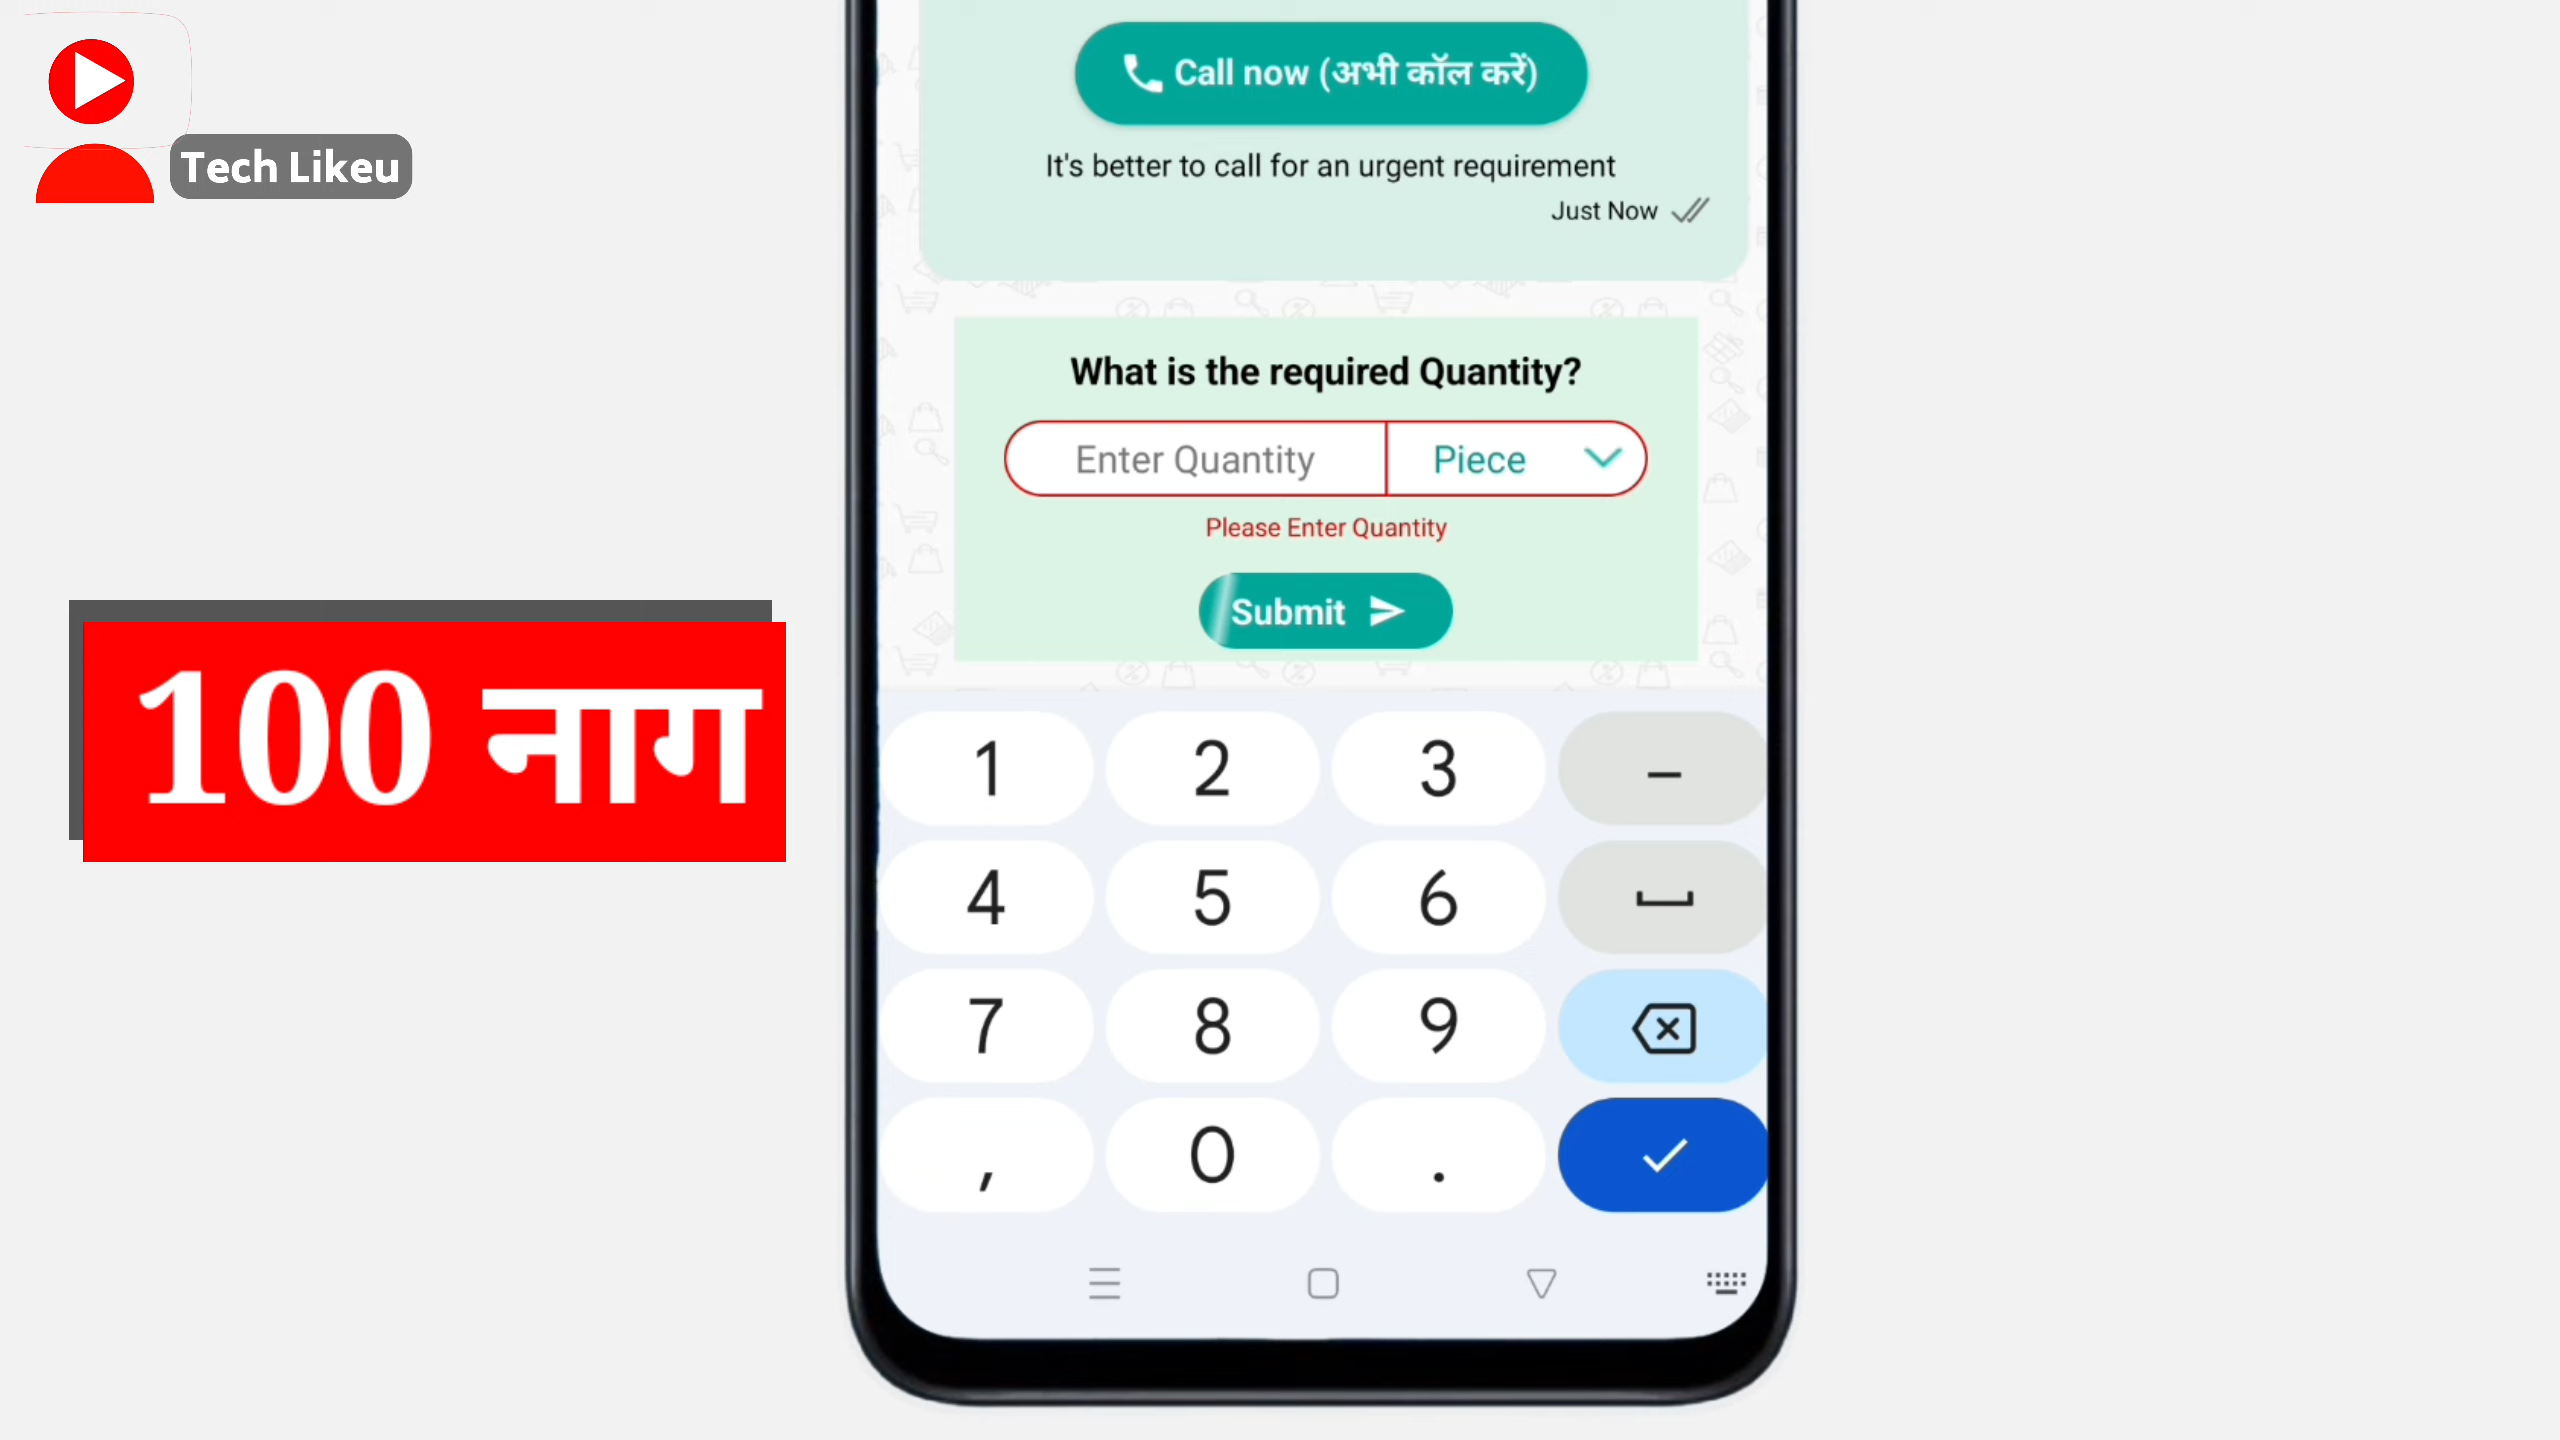 Tech Likeu
100 नाग
Call now (अभी कॉल करें)
It's better to call for an urgent requirement
Just Now
What is the required Quantity?
Enter Quantity
Piece
Please Enter Quantity
Submit
1 2 3 –
4 5 6
7 8 9
, 0 .